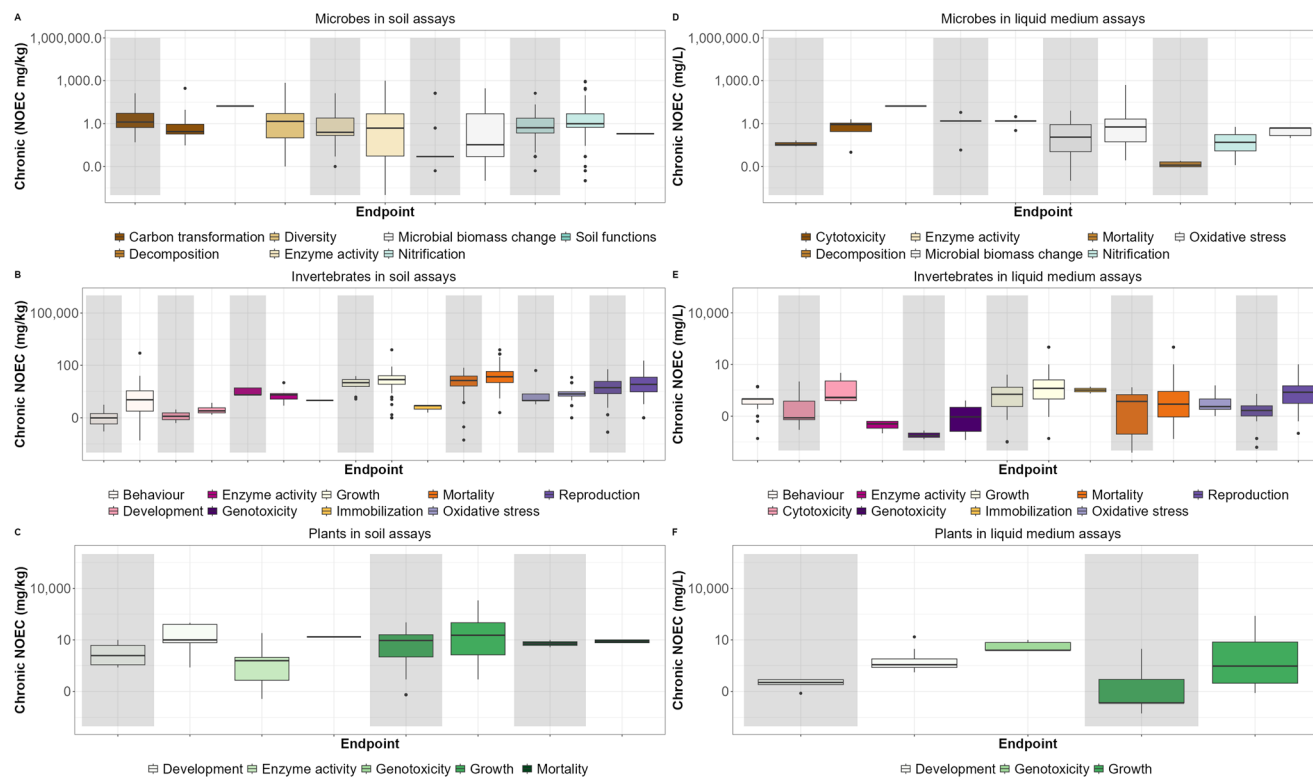 A
Microbes in soil assays
Chronic (NOEC mg/kg)
1,000,000.0
1,000.0
1.0
0.0
Endpoint
Carbon transformation Diversity Microbial biomass change Soil functions
Decomposition Enzyme activity Nitrification
B
Invertebrates in soil assays
Chronic NOEC (mg/kg)
100,000
100
0
Endpoint
Behaviour Enzyme activity Growth Mortality Reproduction
Development Genotoxicity Immobilization Oxidative stress
C
Plants in soil assays
Chronic NOEC (mg/kg)
10,000
10
0
Endpoint
Development Enzyme activity Genotoxicity Growth Mortality
D
Microbes in liquid medium assays
Chronic NOEC (mg/L)
1,000,000.0
1,000.0
1.0
0.0
Endpoint
Cytotoxicity Enzyme activity Mortality Oxidative stress
Decomposition Microbial biomass change Nitrification
E
Invertebrates in liquid medium assays
Chronic NOEC (mg/L)
10,000
10
0
Endpoint
Behaviour Enzyme activity Growth Mortality Reproduction
Cytotoxicity Genotoxicity Immobilization Oxidative stress
F
Plants in liquid medium assays
Chronic NOEC (mg/L)
10,000
10
0
Endpoint
Development Genotoxicity Growth